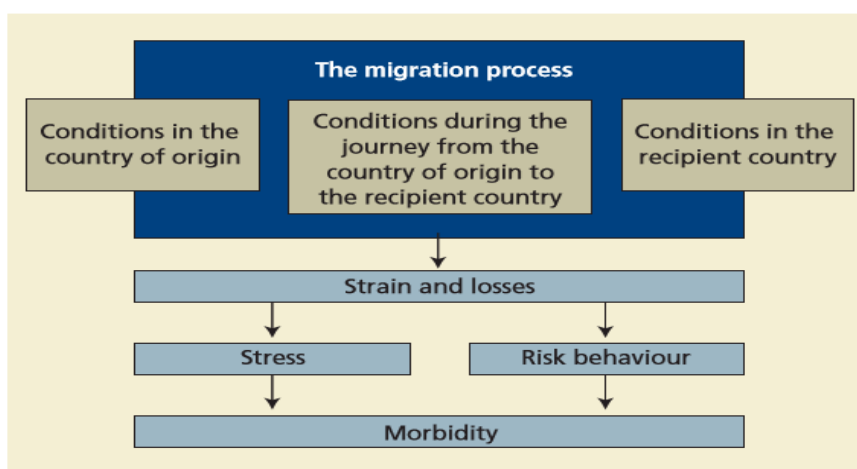 The migration process
Conditions in the
country of origin
Conditions during the
journey from the
country of origin to
the recipient country
Conditions in the
recipient country
Strain and losses
Stress
Risk behaviour
Morbidity